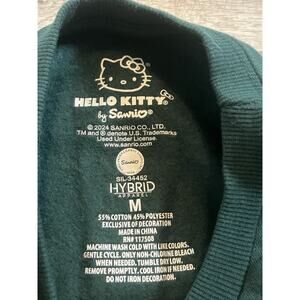 HELLO KITTY®
by Sanrio®
© 2024 SANRIO CO., LTD.
TM and ® denote U.S. Trademarks
Used Under License.
www.sanrio.com
Sanrio
SIL-34452
HYBRID
APPAREL
M
55% COTTON 45% POLYESTER
EXCLUSIVE OF DECORATION
MADE IN CHINA
RN# 117508
MACHINE WASH COLD WITH LIKE COLORS.
GENTLE CYCLE. ONLY NON-CHLORINE BLEACH
WHEN NEEDED. TUMBLE DRY LOW.
REMOVE PROMPTLY. COOL IRON IF NEEDED.
DO NOT IRON DECORATION.